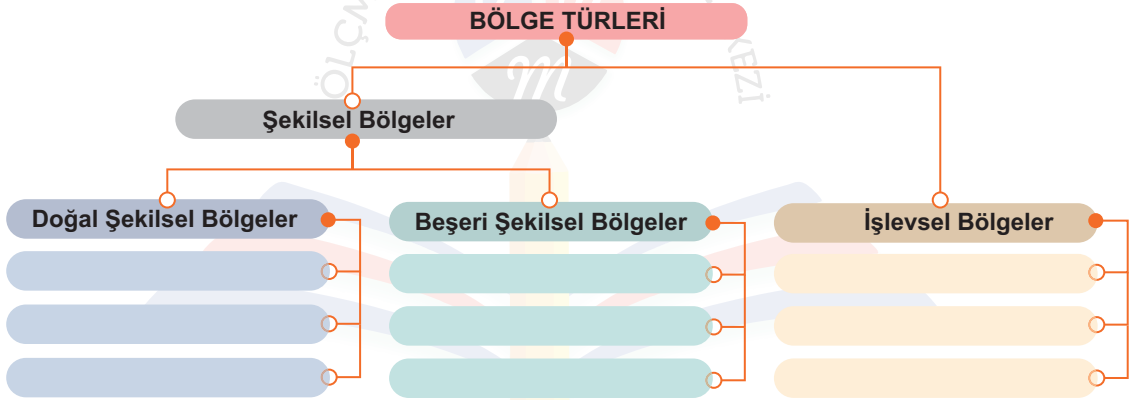 BÖLGE TÜRLERİ
Şekilsel Bölgeler
Doğal Şekilsel Bölgeler
Beşeri Şekilsel Bölgeler
İşlevsel Bölgeler